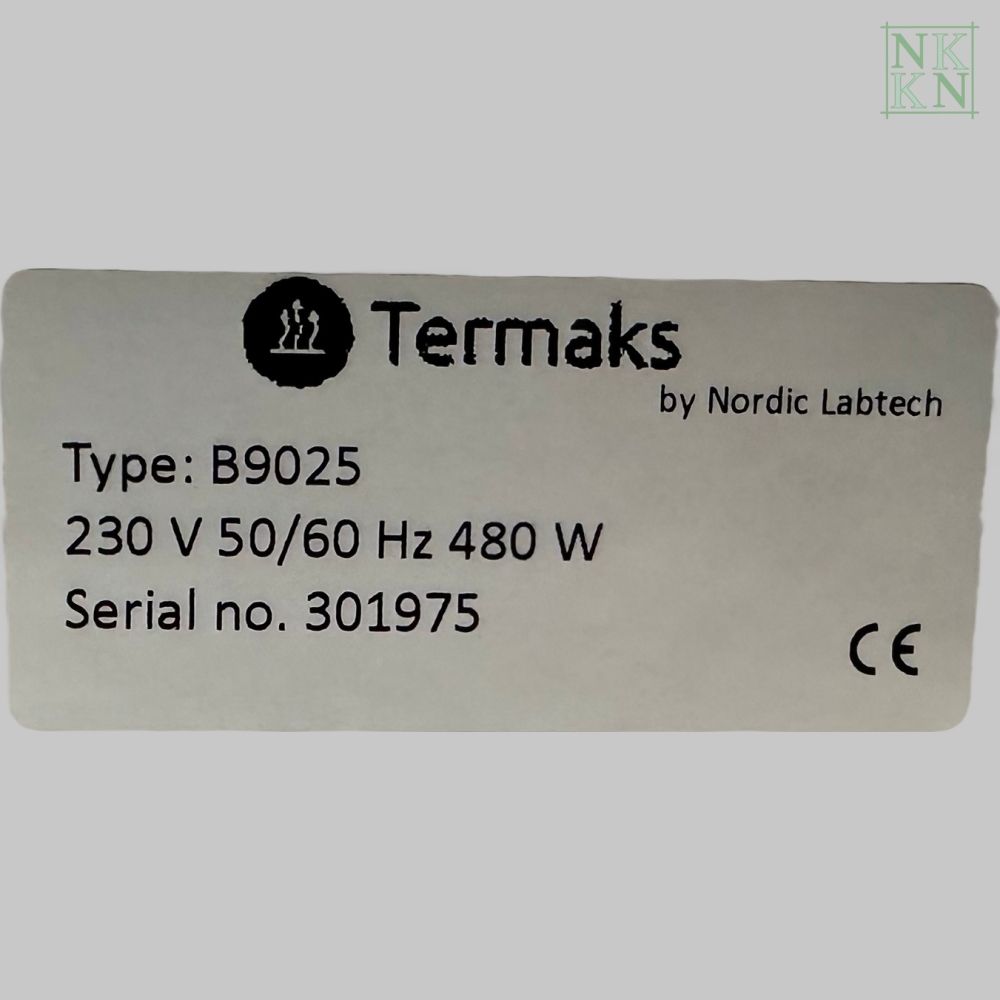 NK
KN
Termaks
by Nordic Labtech
Type: B9025
230 V 50/60 Hz 480 W
Serial no. 301975
CE